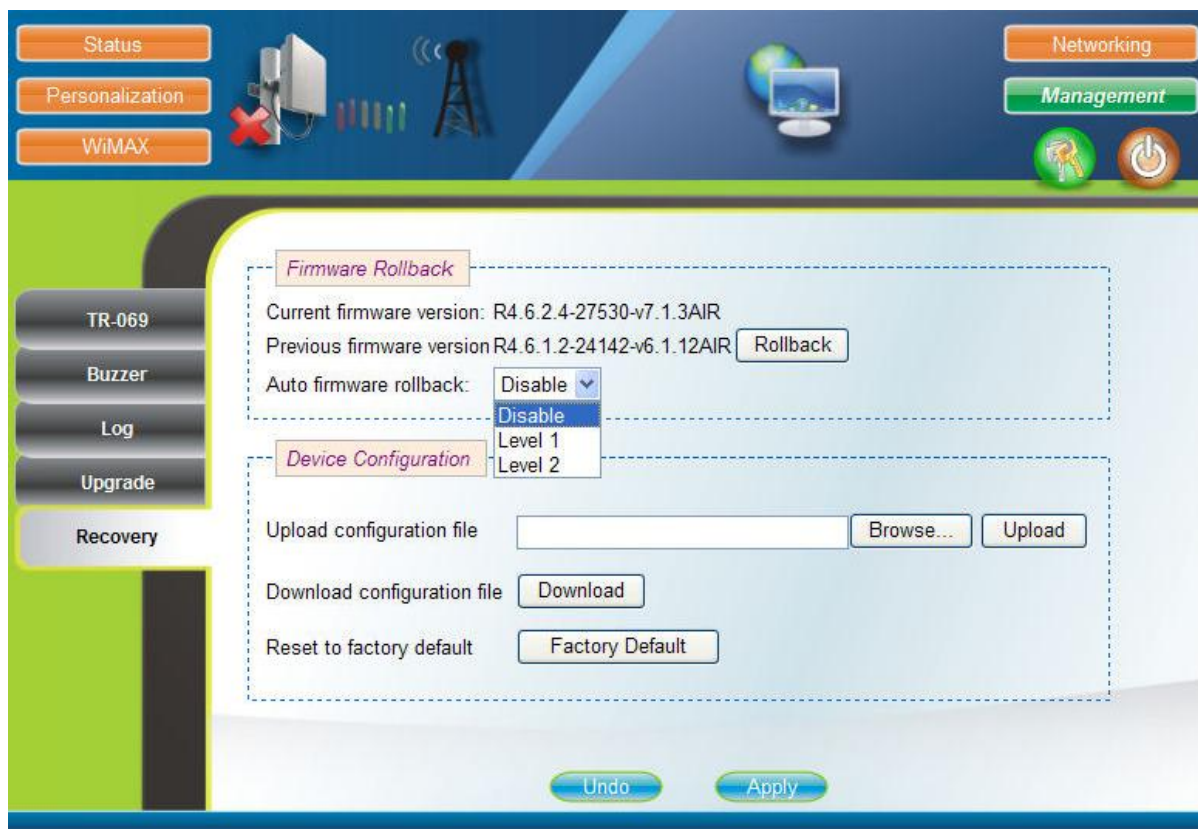 Status
Personalization
WiMAX
Networking
Management
TR-069
Buzzer
Log
Upgrade
Recovery
Firmware Rollback
Current firmware version: R4.6.2.4-27530-v7.1.3AIR
Previous firmware version R4.6.1.2-24142-v6.1.12AIR Rollback
Auto firmware rollback: Disable
Disable
Level 1
Level 2
Device Configuration
Upload configuration file Browse... Upload
Download configuration file Download
Reset to factory default Factory Default
Undo Apply